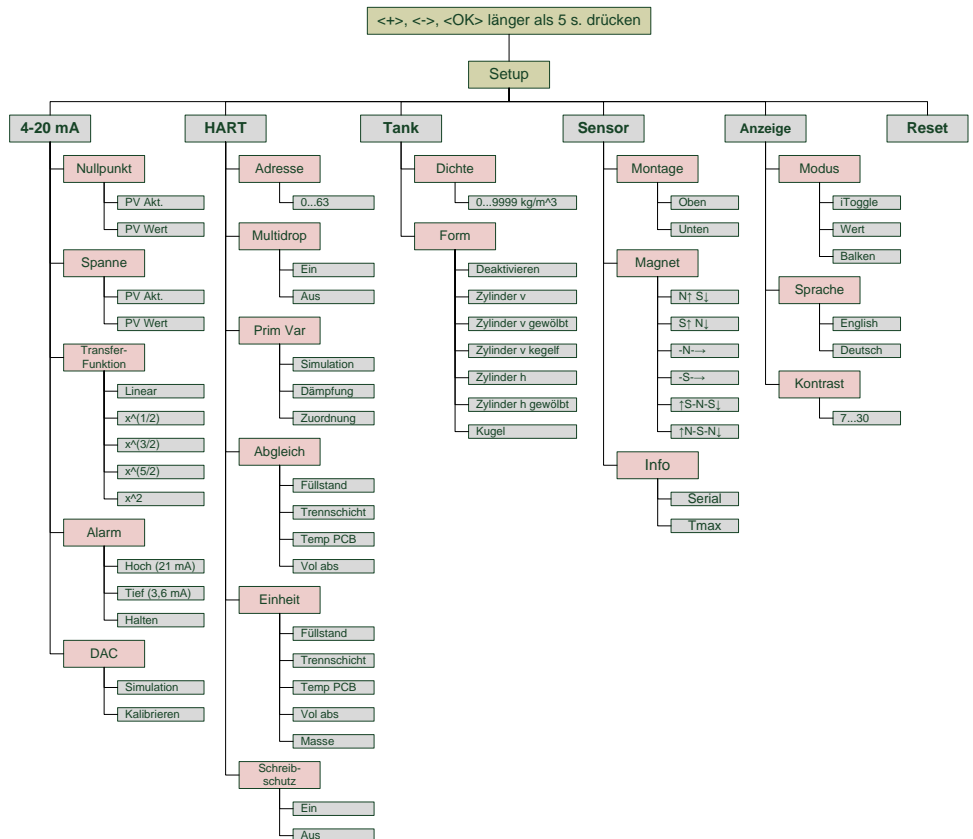 <+>, <->, <OK> länger als 5 s. drücken
Setup
4-20 mA
Nullpunkt
PV Akt.
PV Wert
Spanne
PV Akt.
PV Wert
Transfer-
Funktion
Linear
x^(1/2)
x^(3/2)
x^(5/2)
x^2
Alarm
Hoch (21 mA)
Tief (3,6 mA)
Halten
DAC
Simulation
Kalibrieren
HART
Adresse
0...63
Multidrop
Ein
Aus
Prim Var
Simulation
Dämpfung
Zuordnung
Abgleich
Füllstand
Trennschicht
Temp PCB
Vol abs
Einheit
Füllstand
Trennschicht
Temp PCB
Vol abs
Masse
Schreib-
schutz
Ein
Aus
Tank
Dichte
0...9999 kg/m^3
Form
Deaktivieren
Zylinder v
Zylinder v gewölbt
Zylinder v kegelf
Zylinder h
Zylinder h gewölbt
Kugel
Sensor
Montage
Oben
Unten
Magnet
N↑ S↓
S↑ N↓
-N-→
-S-→
↑S-N-S↓
↑N-S-N↓
Info
Serial
Tmax
Anzeige
Modus
iToggle
Wert
Balken
Sprache
English
Deutsch
Kontrast
7...30
Reset